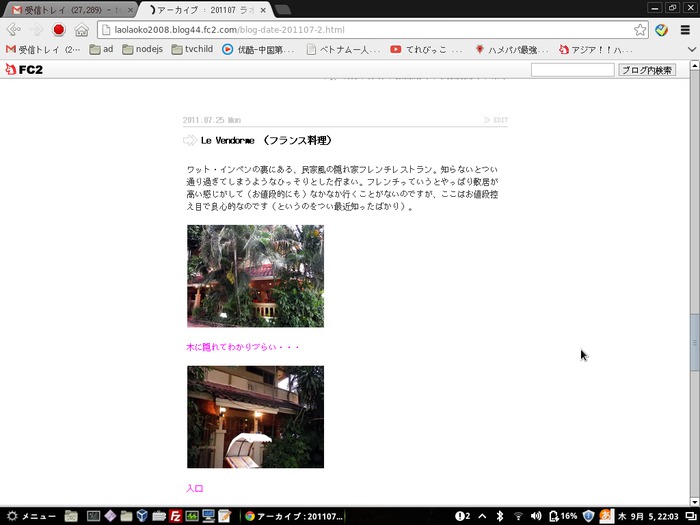 受信トレイ (27,289) -
アーカイブ : 201107 ラオ
laolaoko2008.blog44.fc2.com/blog-date-201107-2.html
受信トレイ (2… ad nodejs tvchild 优酷-中国第… ベトナム一人… てれびっこ … ハメパバ最強… アジア！！ハ…
FC2
ブログ内検索
2011.07.25 Mon
EDIT
Le Vendorme （フランス料理）
ワット・インペンの裏にある、民家風の隠れ家フレンチレストラン。知らないとつい
通り過ぎてしまうようなひっそりとした佇まい。フレンチっていうとやっぱり敷居が
高い感じがして（お値段的にも）なかなか行くことがないのですが、ここはお値段控
え目で良心的なのです（というのをつい最近知ったばかり）。
木に隠れてわかりづらい・・・
入口
メニュー
アーカイブ : 201107…
2
16%
あ
木 9月 5, 22:03